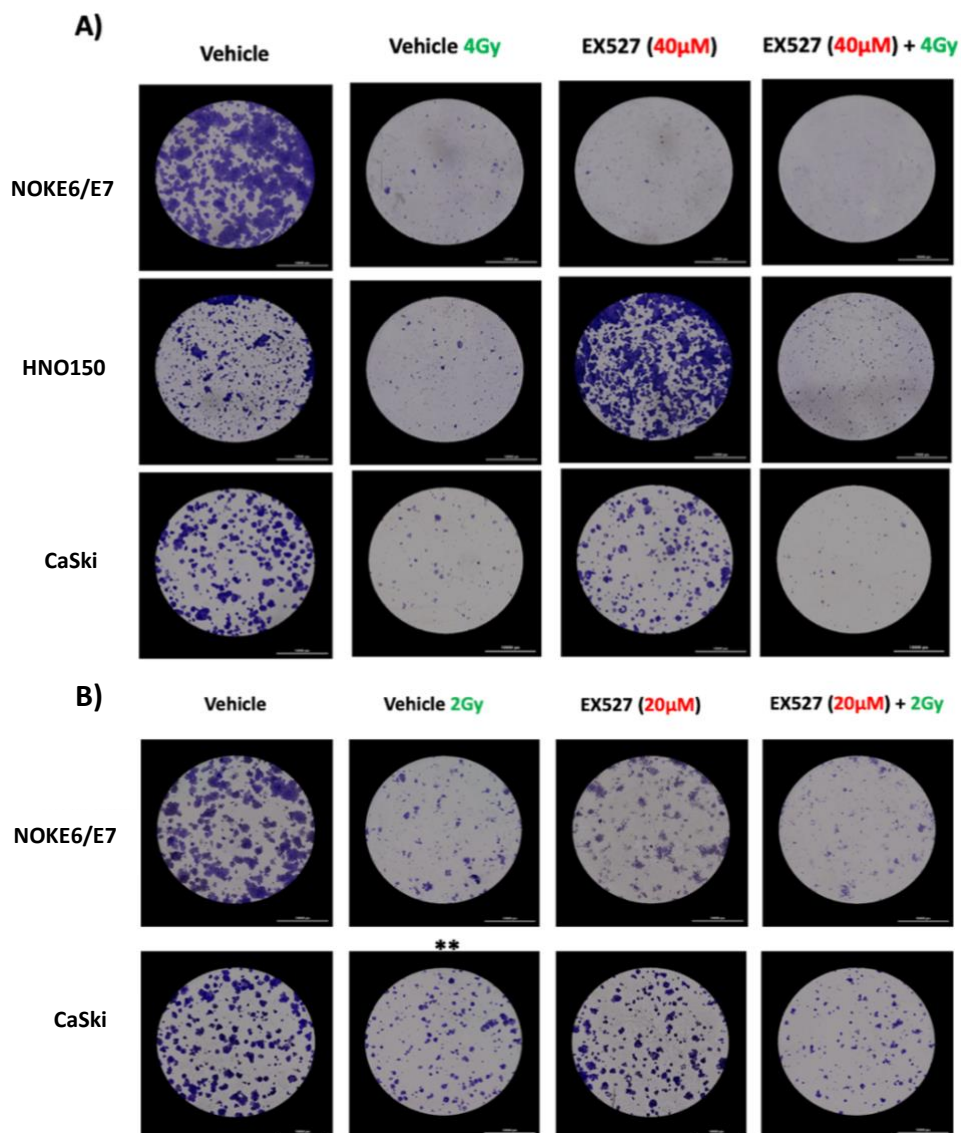 A)
Vehicle
Vehicle 4Gy
EX527 (40µM)
EX527 (40µM) + 4Gy
NOKE6/E7
HNO150
CaSki
B)
Vehicle
Vehicle 2Gy
EX527 (20µM)
EX527 (20µM) + 2Gy
NOKE6/E7
**
CaSki